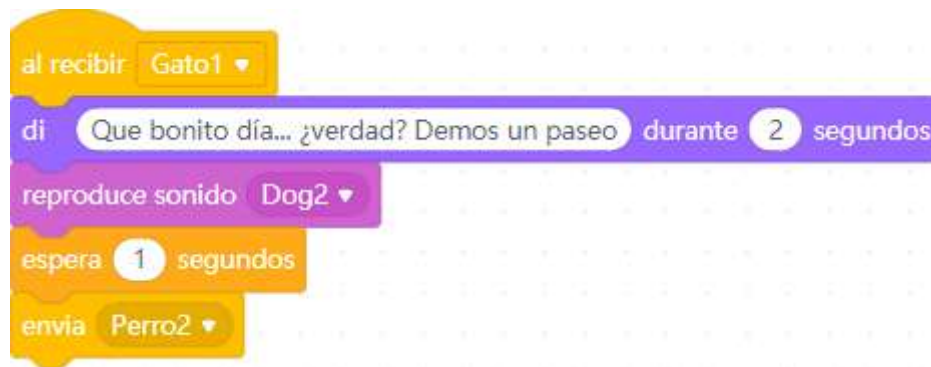 al recibir Gato1
di Que bonito día... ¿verdad? Demos un paseo durante 2 segundos
reproduce sonido Dog2
espera 1 segundos
envia Perro2